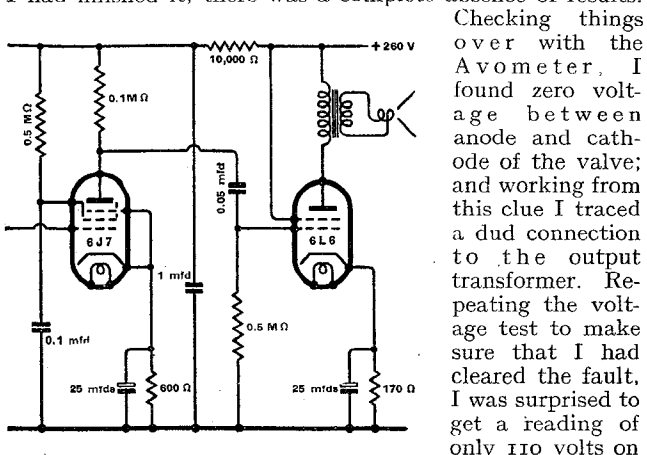 I had finished it, there was a complete absence of results.
Checking things
over with the
Avometer, I
found zero volt-
age between
anode and cath-
ode of the valve;
and working from
this clue I traced
a dud connection
to the output
transformer. Re-
peating the volt-
age test to make
sure that I had
cleared the fault,
I was surprised to
get a reading of
only 110 volts on
10,000 Ω
+ 260 V
0.5 MΩ
0.1MΩ
0.05 mfd
6J7
6L6
1 mfd
0.1 mfd
0.5 MΩ
25 mfds
600 Ω
25 mfds
170 Ω